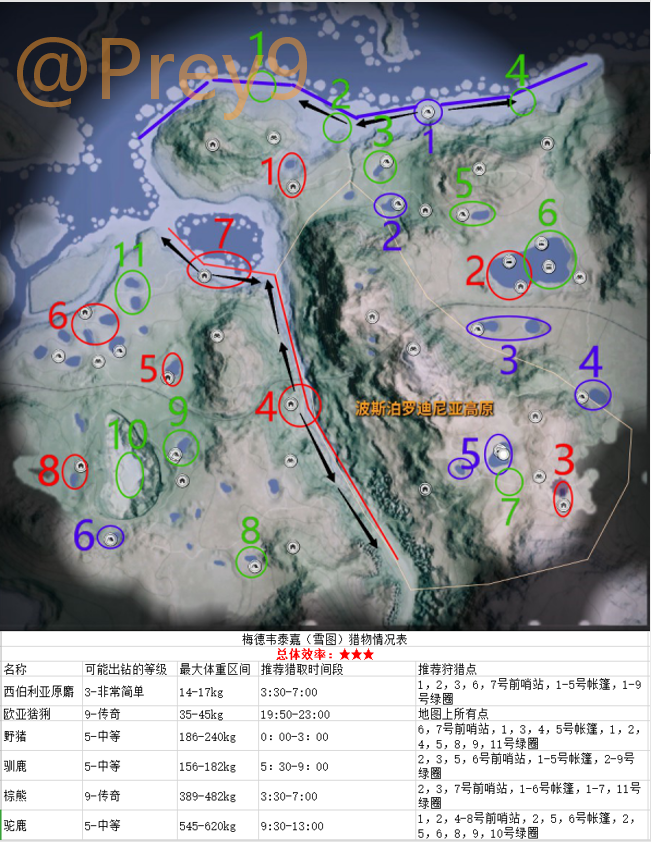 @Prey9
1
2
4
1
3
1
5
2
6
7
2
11
6
3
5
4
4
波斯泊罗迪尼亚高原
9
10
5
8
3
7
6
8
梅德韦泰嘉（雪图）猎物情况表
总体效率：★★★
名称 可能出钻的等级 最大体重区间 推荐猎取时间段 推荐狩猎点
西伯利亚原麝 3-非常简单 14-17kg 3:30-7:00 1，2，3，6，7号前哨站，1-5号帐篷，1-9号绿圈
欧亚猞猁 9-传奇 35-45kg 19:50-23:00 地图上所有点
野猪 5-中等 186-240kg 0：00-3：00 6，7号前哨站，1，3，4，5号帐篷，1，2，4，5，8，9，11号绿圈
驯鹿 5-中等 156-182kg 5：30-9：00 2，3，5，6号前哨站，1-5号帐篷，2-9号绿圈
棕熊 9-传奇 389-482kg 3:30-7:00 2，3，7号前哨站，1-6号帐篷，1-7，11号绿圈
驼鹿 5-中等 545-620kg 9:30-13:00 1，2，4-8号前哨站，2，5，6号帐篷，2，5，6，8，9，10号绿圈